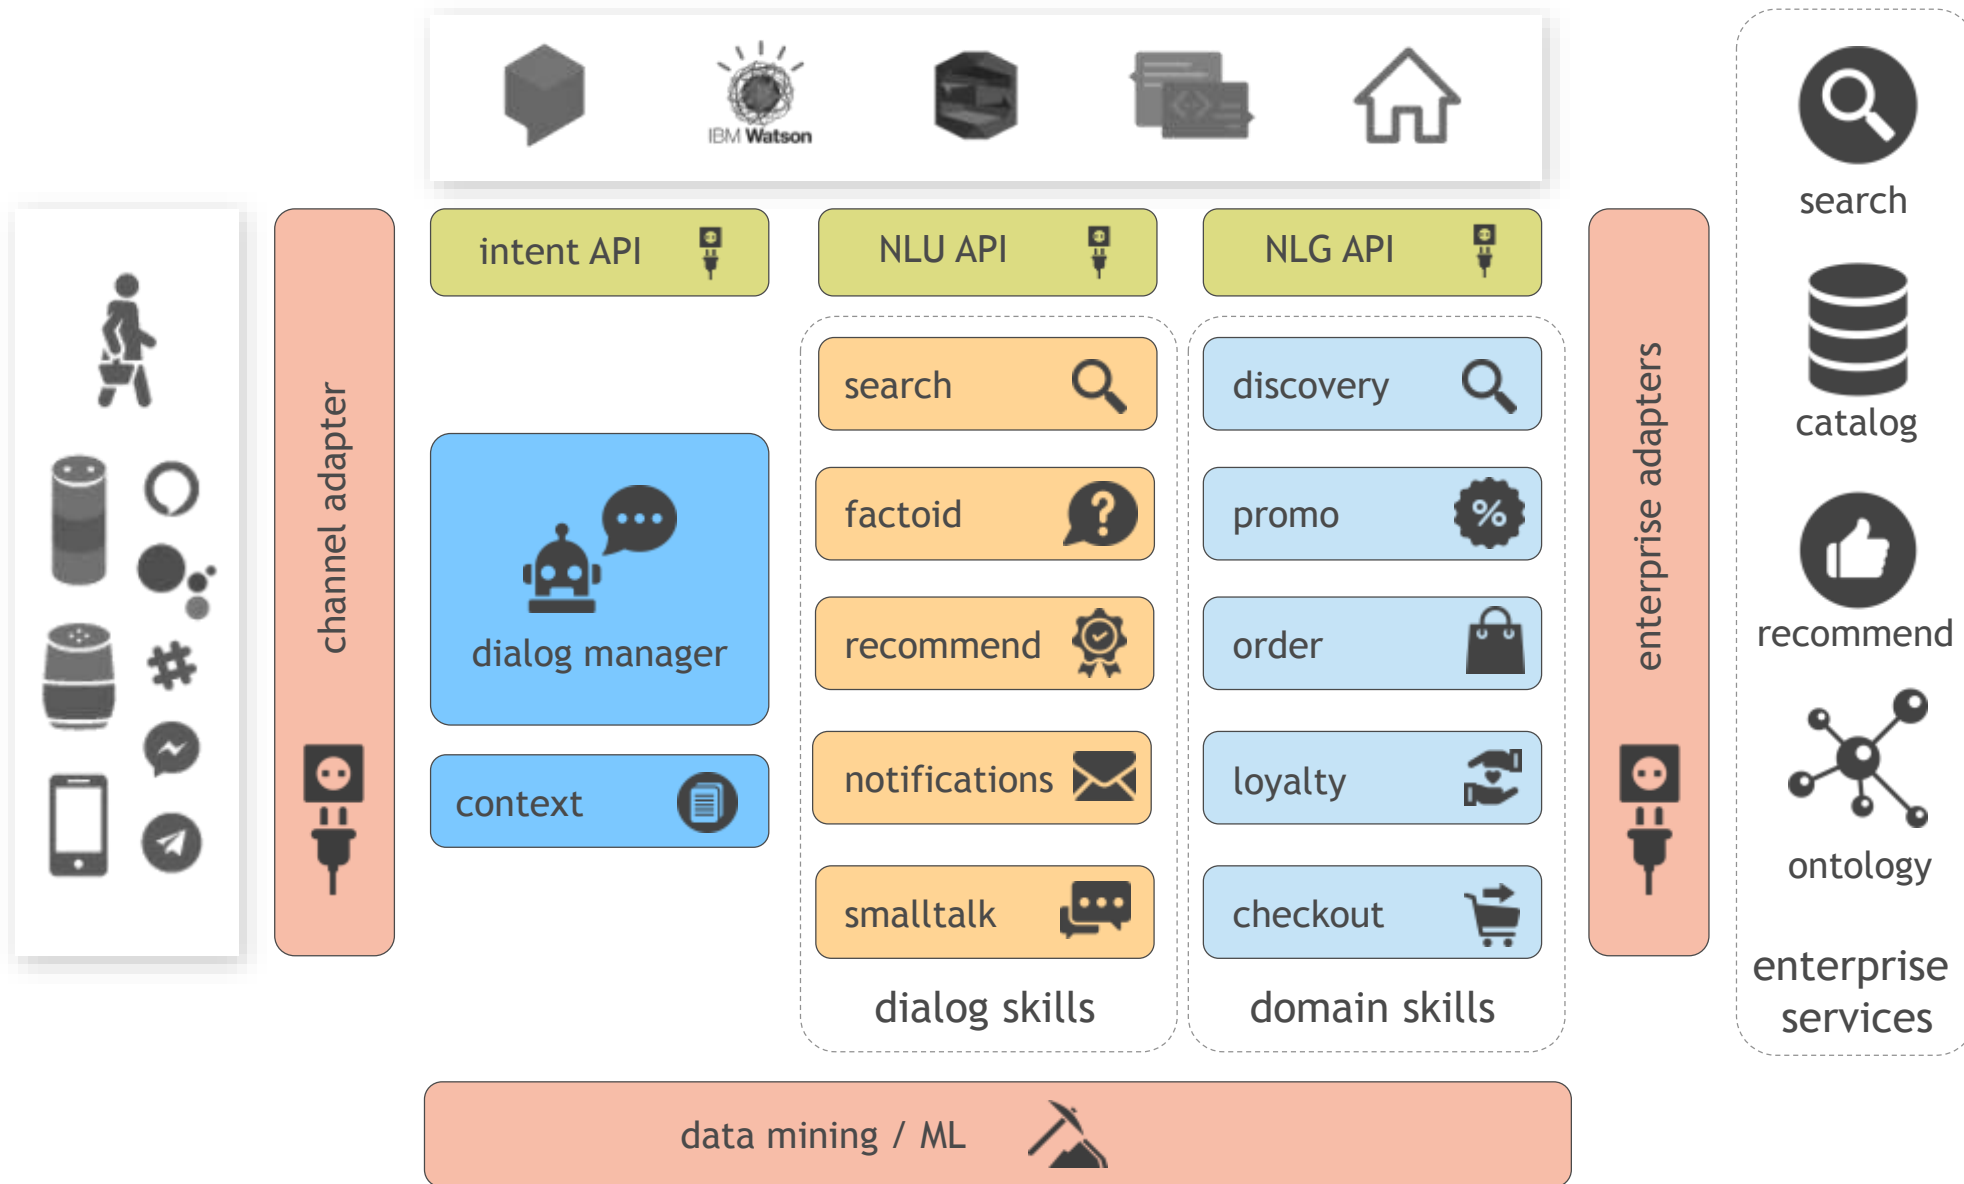 IBM Watson
search
intent API
NLU API
NLG API
channel adapter
search
discovery
enterprise adapters
catalog
factoid
promo
dialog manager
recommend
order
recommend
context
notifications
loyalty
ontology
smalltalk
checkout
enterprise
services
dialog skills
domain skills
data mining / ML